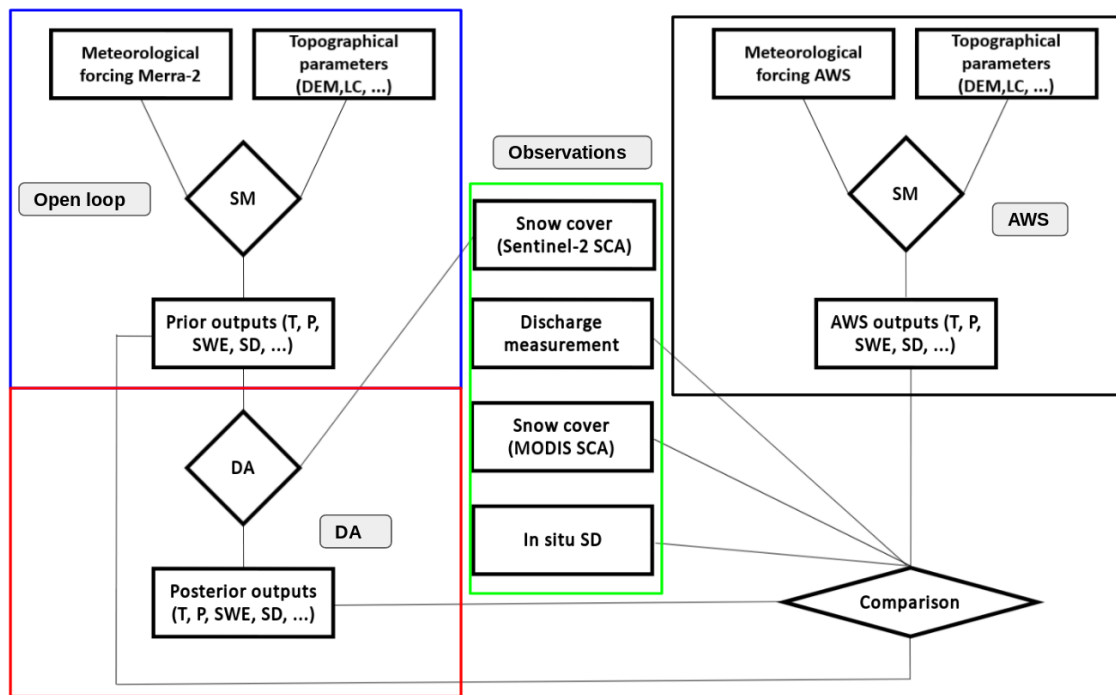 Meteorological
forcing Merra-2
Topographical
parameters
(DEM,LC, ...)
SM
Open loop
Prior outputs (T, P,
SWE, SD, ...)
DA
DA
Posterior outputs
(T, P, SWE, SD, ...)
Observations
Snow cover
(Sentinel-2 SCA)
Discharge
measurement
Snow cover
(MODIS SCA)
In situ SD
Meteorological
forcing AWS
Topographical
parameters
(DEM,LC, ...)
SM
AWS
AWS outputs (T, P,
SWE, SD, ...)
Comparison